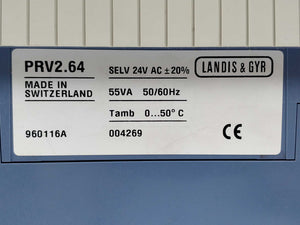 PRV2.64 SELV 24V AC ± 20% LANDIS & GYR
MADE IN 55VA 50/60Hz
SWITZERLAND
Tamb 0...50° C
960116A 004269 CE